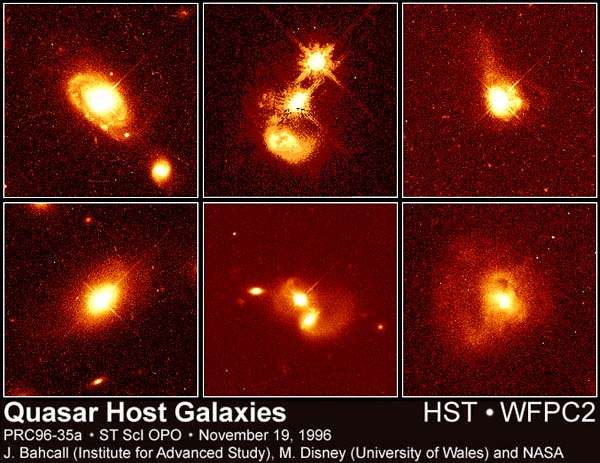 Quasar Host Galaxies HST • WFPC2
PRC96-35a • ST ScI OPO • November 19, 1996
J. Bahcall (Institute for Advanced Study), M. Disney (University of Wales) and NASA